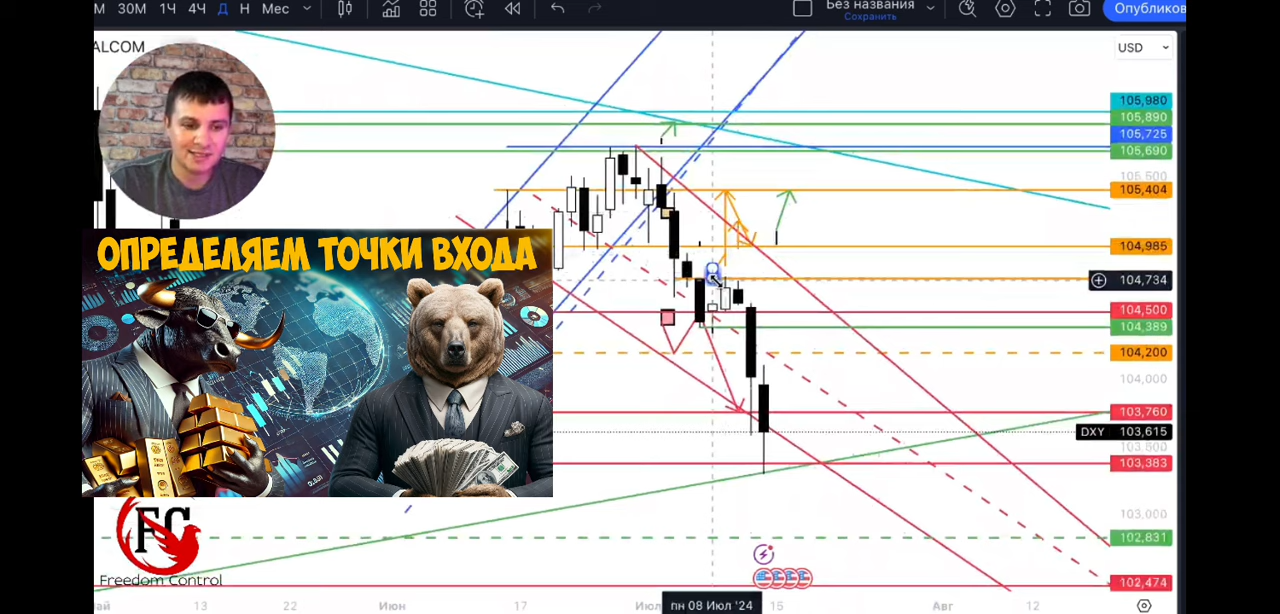 М 30М 1Ч 4Ч Д Н Мес
Без названия
Сохранить
Опубликов
ALCOM
USD
105,980
105,890
105,725
105,690
105,500
105,404
104,985
104,734
104,500
104,389
104,200
104,000
103,760
DXY 103,615
103,500
103,383
103,000
102,831
102,474
ОПРЕДЕЛЯЕМ ТОЧКИ ВХОДА
FC
Freedom Control
ай 13 22 Июн 17 Июл пн 08 Июл '24 15 Авг 12